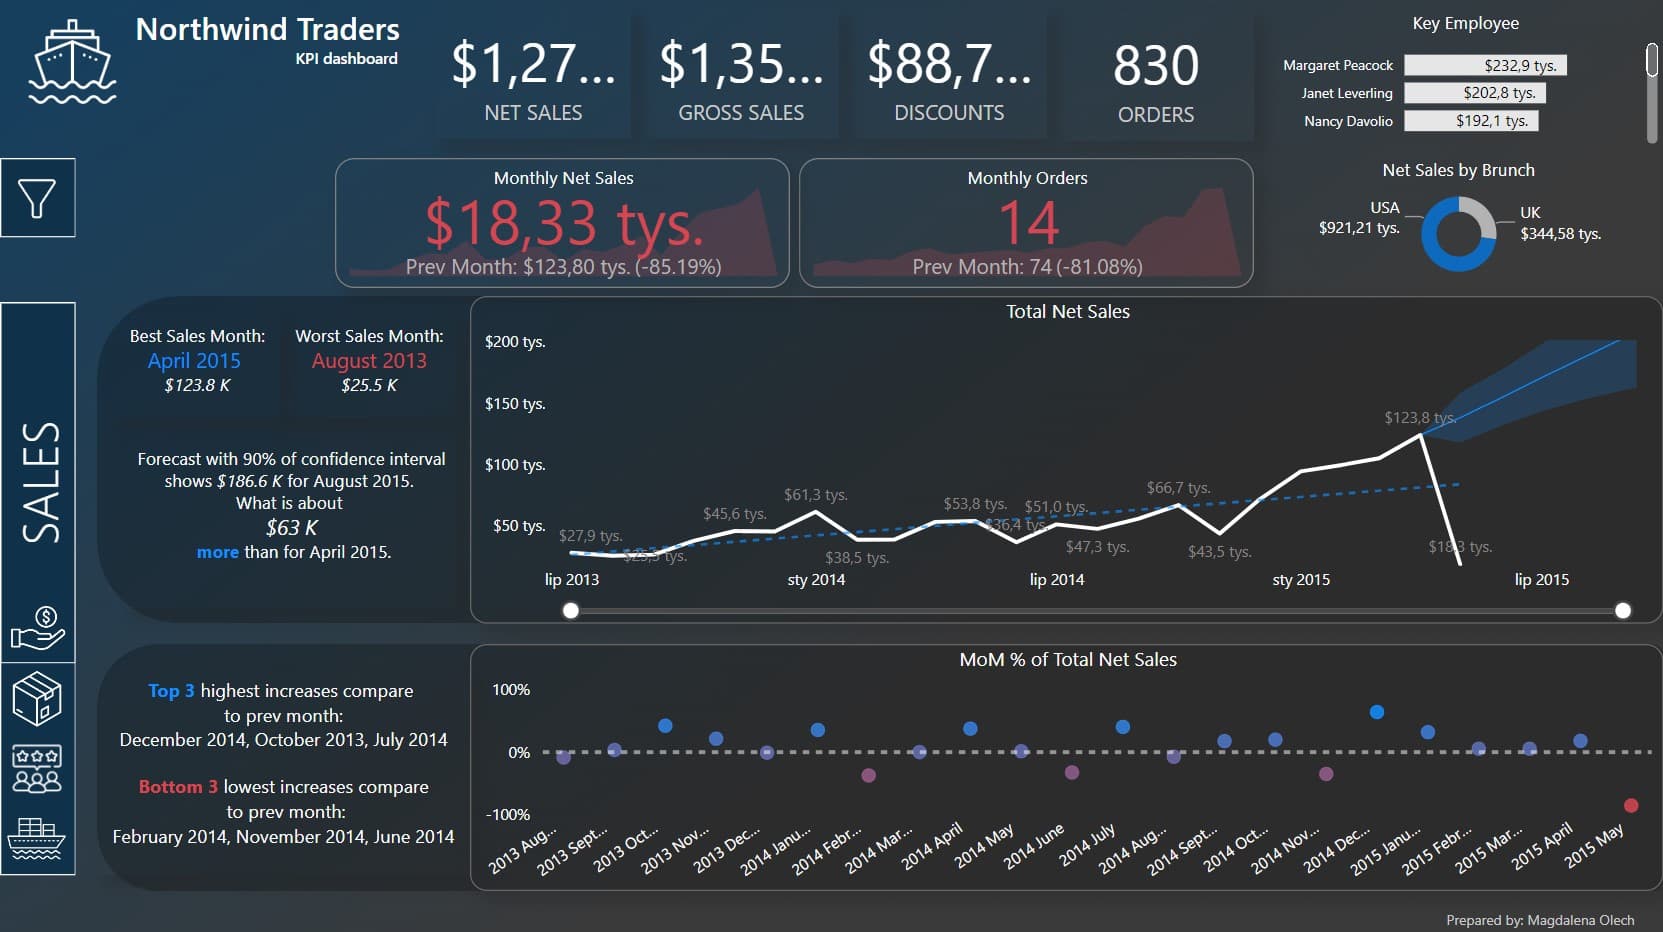 Northwind Traders
KPI dashboard
$1,27...
NET SALES
$1,35...
GROSS SALES
$88,7...
DISCOUNTS
830
ORDERS
Key Employee
Margaret Peacock $232,9 tys.
Janet Leverling $202,8 tys.
Nancy Davolio $192,1 tys.
Monthly Net Sales
$18,33 tys.
Prev Month: $123,80 tys. (-85.19%)
Monthly Orders
14
Prev Month: 74 (-81.08%)
Net Sales by Brunch
USA
$921,21 tys.
UK
$344,58 tys.
SALES
Best Sales Month:
April 2015
$123.8 K
Worst Sales Month:
August 2013
$25.5 K
Forecast with 90% of confidence interval
shows $186.6 K for August 2015.
What is about
$63 K
more than for April 2015.
Total Net Sales
$200 tys.
$150 tys.
$100 tys.
$50 tys.
$27,9 tys.
$25,5 tys.
$45,6 tys.
$61,3 tys.
$38,5 tys.
$53,8 tys.
$36,4 tys.
$51,0 tys.
$47,3 tys.
$66,7 tys.
$43,5 tys.
$123,8 tys.
$18,3 tys.
lip 2013
sty 2014
lip 2014
sty 2015
lip 2015
Top 3 highest increases compare
to prev month:
December 2014, October 2013, July 2014
Bottom 3 lowest increases compare
to prev month:
February 2014, November 2014, June 2014
MoM % of Total Net Sales
100%
0%
-100%
2013 Aug...
2013 Sept...
2013 Oct...
2013 Nov...
2013 Dec...
2014 Janu...
2014 Febr...
2014 Mar...
2014 April
2014 May
2014 June
2014 July
2014 Aug...
2014 Sept...
2014 Oct...
2014 Nov...
2014 Dec...
2015 Janu...
2015 Febr...
2015 Mar...
2015 April
2015 May
Prepared by: Magdalena Olech